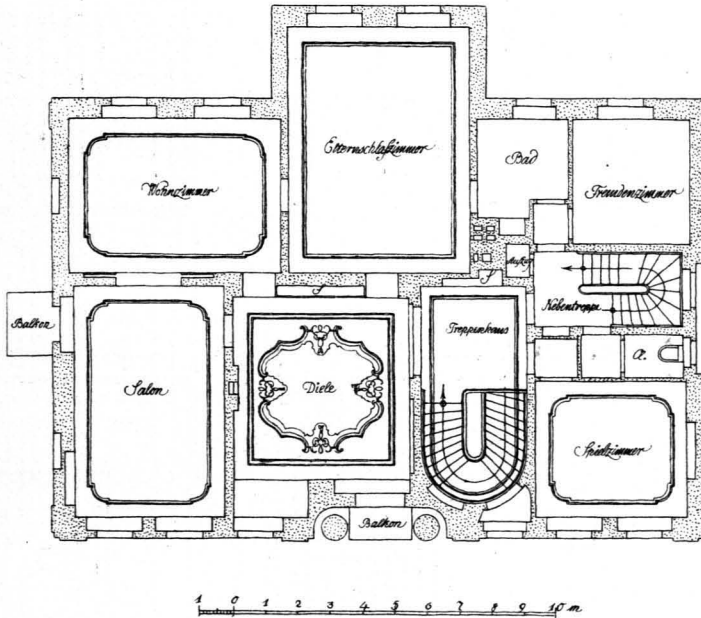 Elternschlafzimmer
Bad
Wohnzimmer
Fremdenzimmer
Aufzug
Nebentreppe
Balkon
Treppenhaus
Salon
Diele
Spielzimmer
Balkon
1 0 1 2 3 4 5 6 7 8 9 10 m